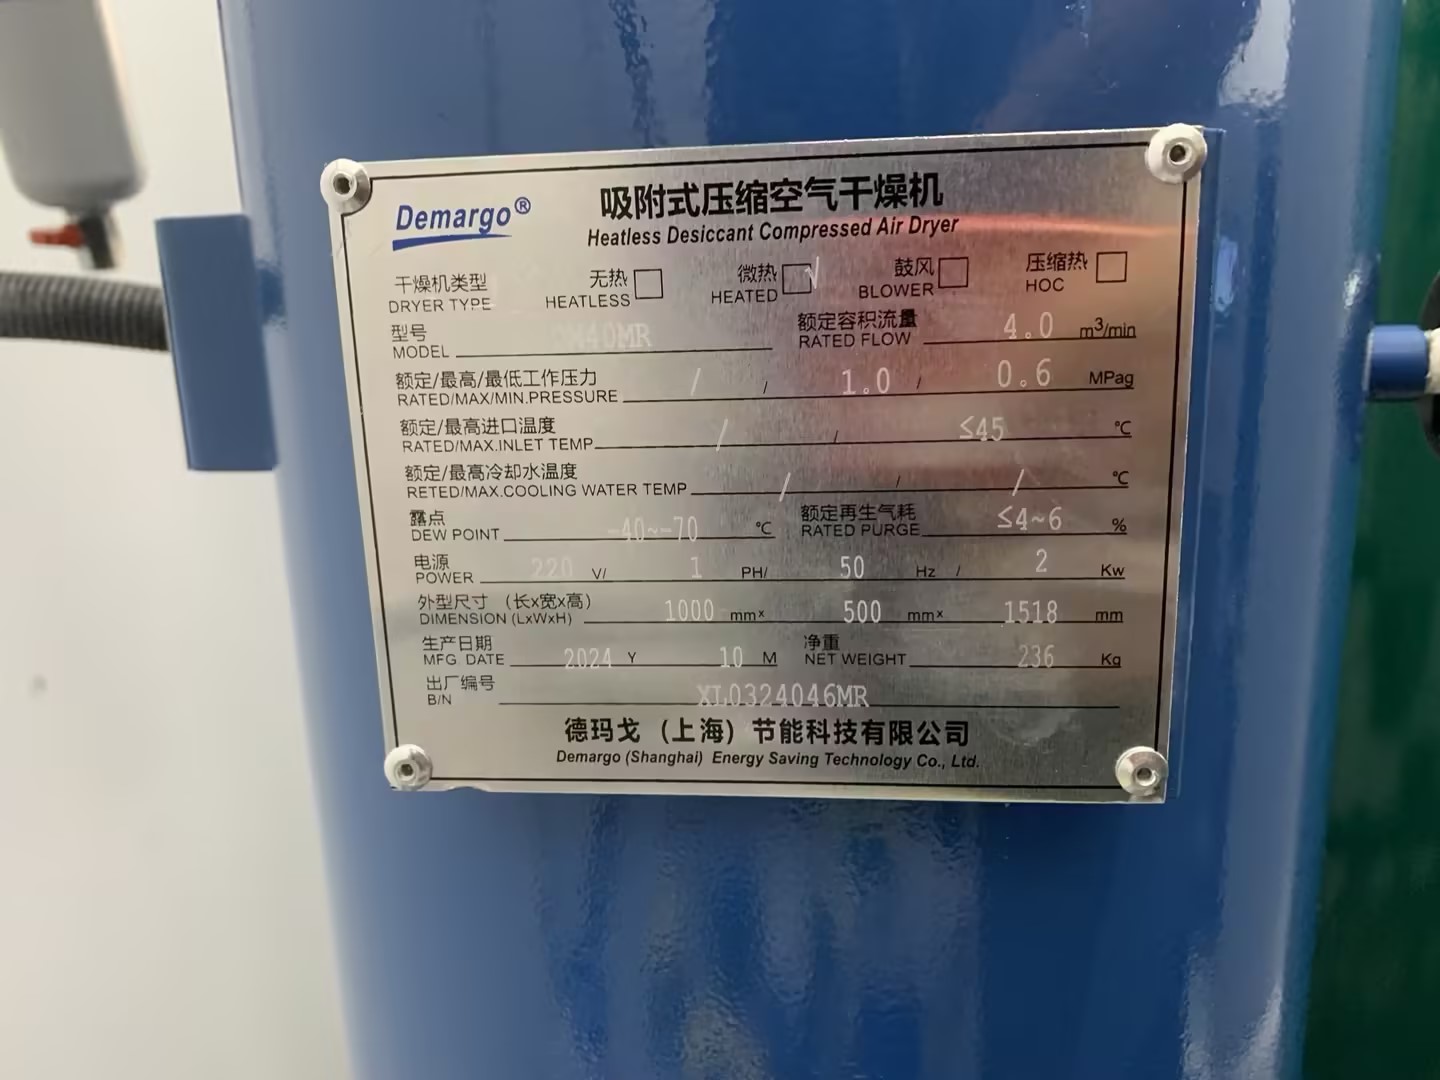 Demargo® 吸附式压缩空气干燥机
Heatless Desiccant Compressed Air Dryer
干燥机类型 无热□ 微热□√ 鼓风□ 压缩热□
DRYER TYPE HEATLESS HEATED BLOWER HOC
型号 额定容积流量 4.0 m³/min
MODEL RATED FLOW
额定/最高/最低工作压力 / / 1.0 / 0.6 MPag
RATED/MAX/MIN.PRESSURE
额定/最高进口温度 / / ≤45 ℃
RATED/MAX.INLET TEMP
额定/最高冷却水温度 / / / ℃
RETED/MAX.COOLING WATER TEMP
露点 -40~-70 ℃ 额定再生气耗 ≤4~6 %
DEW POINT RATED PURGE
电源 220 V/ 1 PH/ 50 Hz / 2 Kw
POWER
外型尺寸 （长x宽x高） 1000 mmx 500 mmx 1518 mm
DIMENSION (LxWxH)
生产日期 2024 Y 10 M 净重 236 Kg
MFG. DATE NET WEIGHT
出厂编号 XL0324046MR
B/N
德玛戈（上海）节能科技有限公司
Demargo (Shanghai) Energy Saving Technology Co., Ltd.